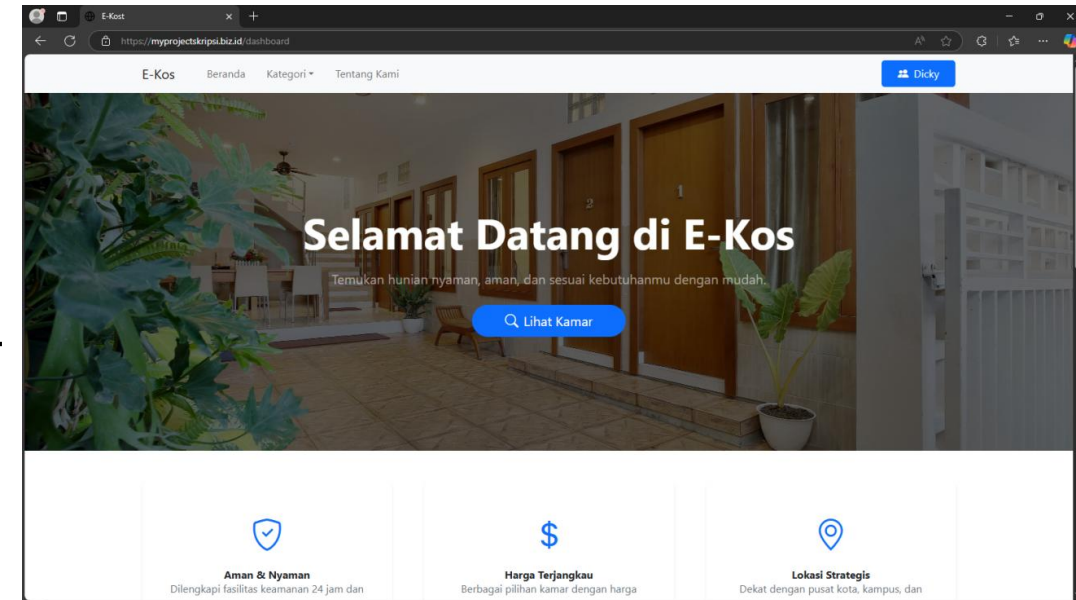 E-Kost
https://myprojectskripsi.biz.id/dashboard
E-Kos Beranda Kategori Tentang Kami Dicky
2 1
Selamat Datang di E-Kos
Temukan hunian nyaman, aman, dan sesuai kebutuhanmu dengan mudah.
Lihat Kamar
$
Aman & Nyaman
Dilengkapi fasilitas keamanan 24 jam dan
Harga Terjangkau
Berbagai pilihan kamar dengan harga
Lokasi Strategis
Dekat dengan pusat kota, kampus, dan